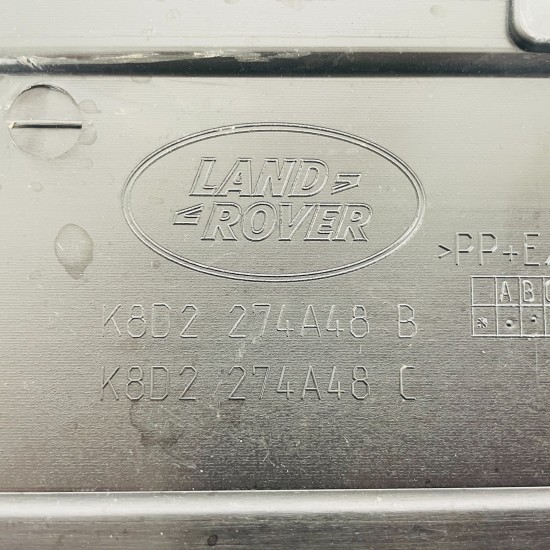 LAND
ROVER
>PP+E
A B
K8D2 274A48 B
K8D2 274A48 C